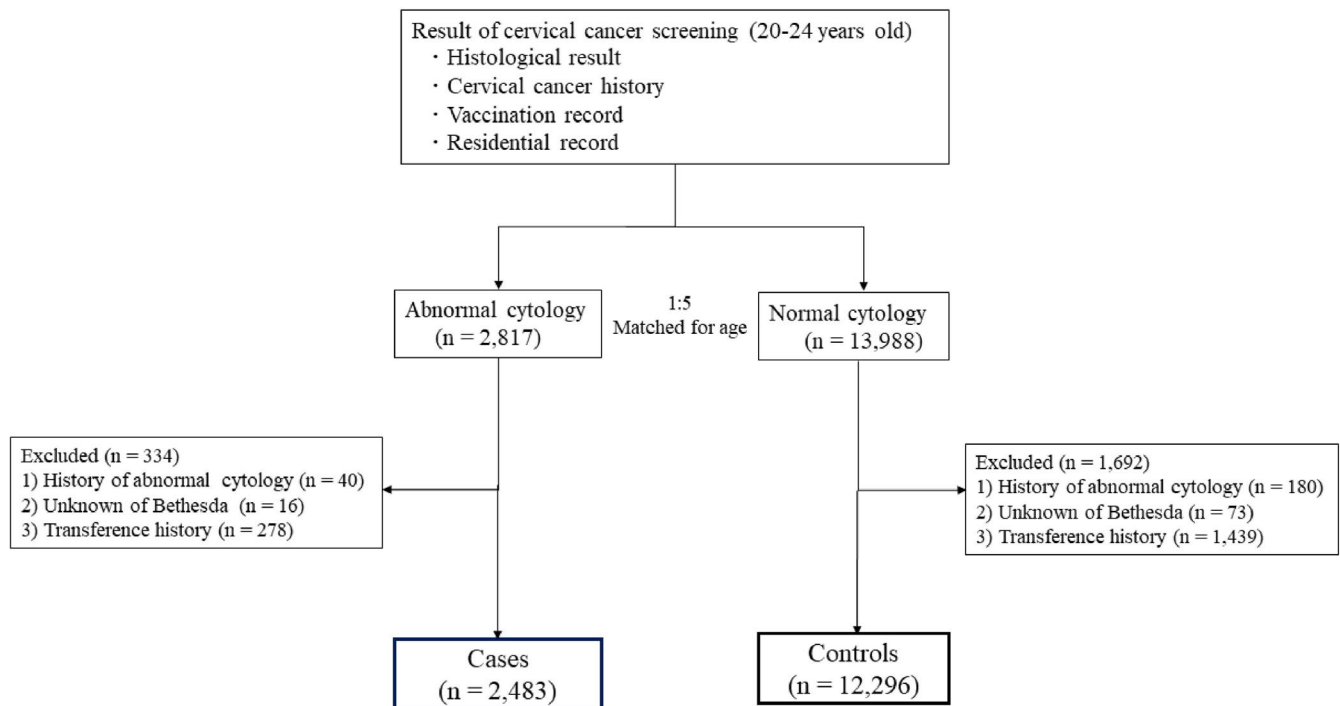 Result of cervical cancer screening (20-24 years old)
・Histological result
・Cervical cancer history
・Vaccination record
・Residential record
Abnormal cytology
(n = 2,817)
1:5
Matched for age
Normal cytology
(n = 13,988)
Excluded (n = 334)
1) History of abnormal cytology (n = 40)
2) Unknown of Bethesda (n = 16)
3) Transference history (n = 278)
Excluded (n = 1,692)
1) History of abnormal cytology (n = 180)
2) Unknown of Bethesda (n = 73)
3) Transference history (n = 1,439)
Cases
(n = 2,483)
Controls
(n = 12,296)